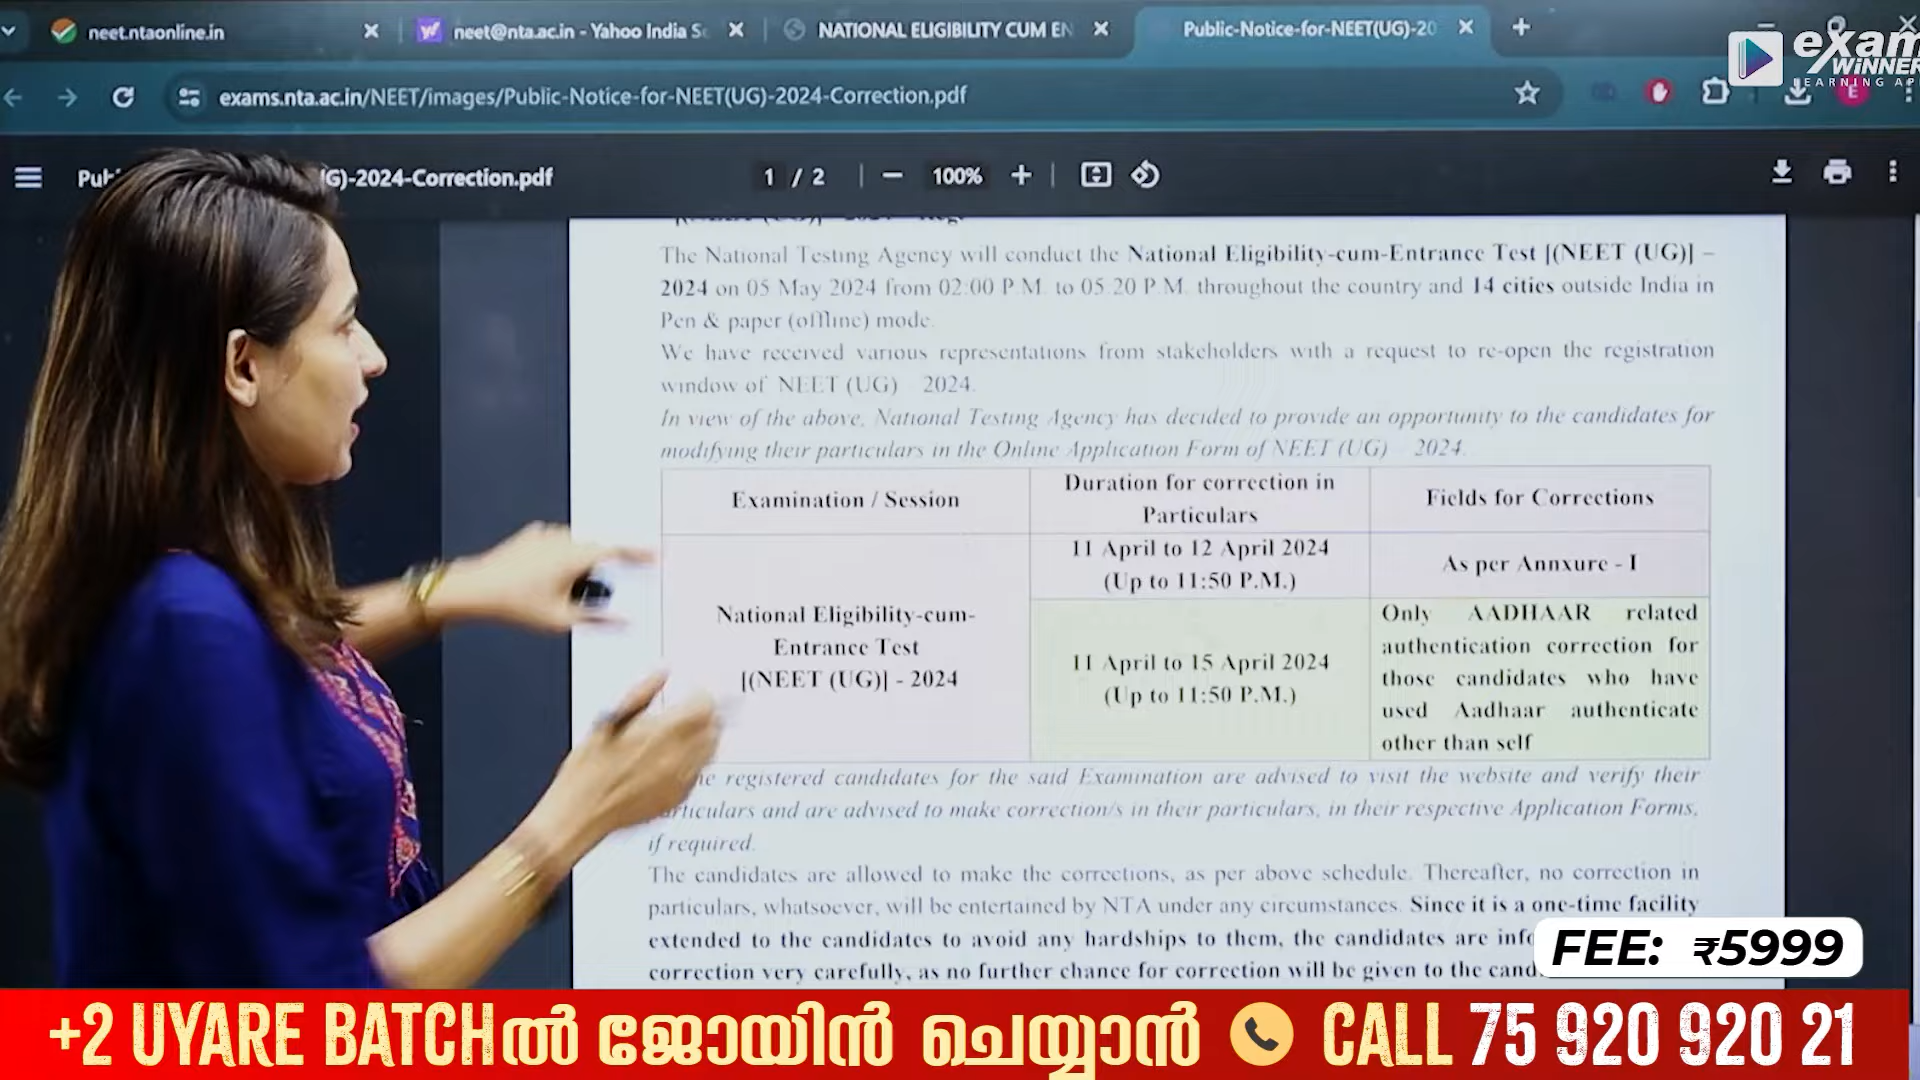 neet.ntaonline.in
neet@nta.ac.in - Yahoo India Se
NATIONAL ELIGIBILITY CUM EN
Public-Notice-for-NEET(UG)-20
exam
WiNNER
LEARNING AP
exams.nta.ac.in/NEET/images/Public-Notice-for-NEET(UG)-2024-Correction.pdf
E
Pub G)-2024-Correction.pdf
1 / 2
100%
The National Testing Agency will conduct the National Eligibility-cum-Entrance Test [(NEET (UG)] –
2024 on 05 May 2024 from 02:00 P.M. to 05:20 P.M. throughout the country and 14 cities outside India in
Pen & paper (offline) mode.
We have received various representations from stakeholders with a request to re-open the registration
window of NEET (UG) 2024.
In view of the above, National Testing Agency has decided to provide an opportunity to the candidates for
modifying their particulars in the Online Application Form of NEET (UG) 2024.
Examination / Session
Duration for correction in
Particulars
Fields for Corrections
National Eligibility-cum-
Entrance Test
[(NEET (UG)] - 2024
11 April to 12 April 2024
(Up to 11:50 P.M.)
As per Annxure - I
11 April to 15 April 2024
(Up to 11:50 P.M.)
Only AADHAAR related
authentication correction for
those candidates who have
used Aadhaar authenticate
other than self
he registered candidates for the said Examination are advised to visit the website and verify their
articulars and are advised to make correction/s in their particulars, in their respective Application Forms,
if required.
The candidates are allowed to make the corrections, as per above schedule. Thereafter, no correction in
particulars, whatsoever, will be entertained by NTA under any circumstances. Since it is a one-time facility
extended to the candidates to avoid any hardships to them, the candidates are info
correction very carefully, as no further chance for correction will be given to the cand
FEE: ₹5999
+2 UYARE BATCHൽ ജോയിൻ ചെയ്യാൻ CALL 75 920 920 21